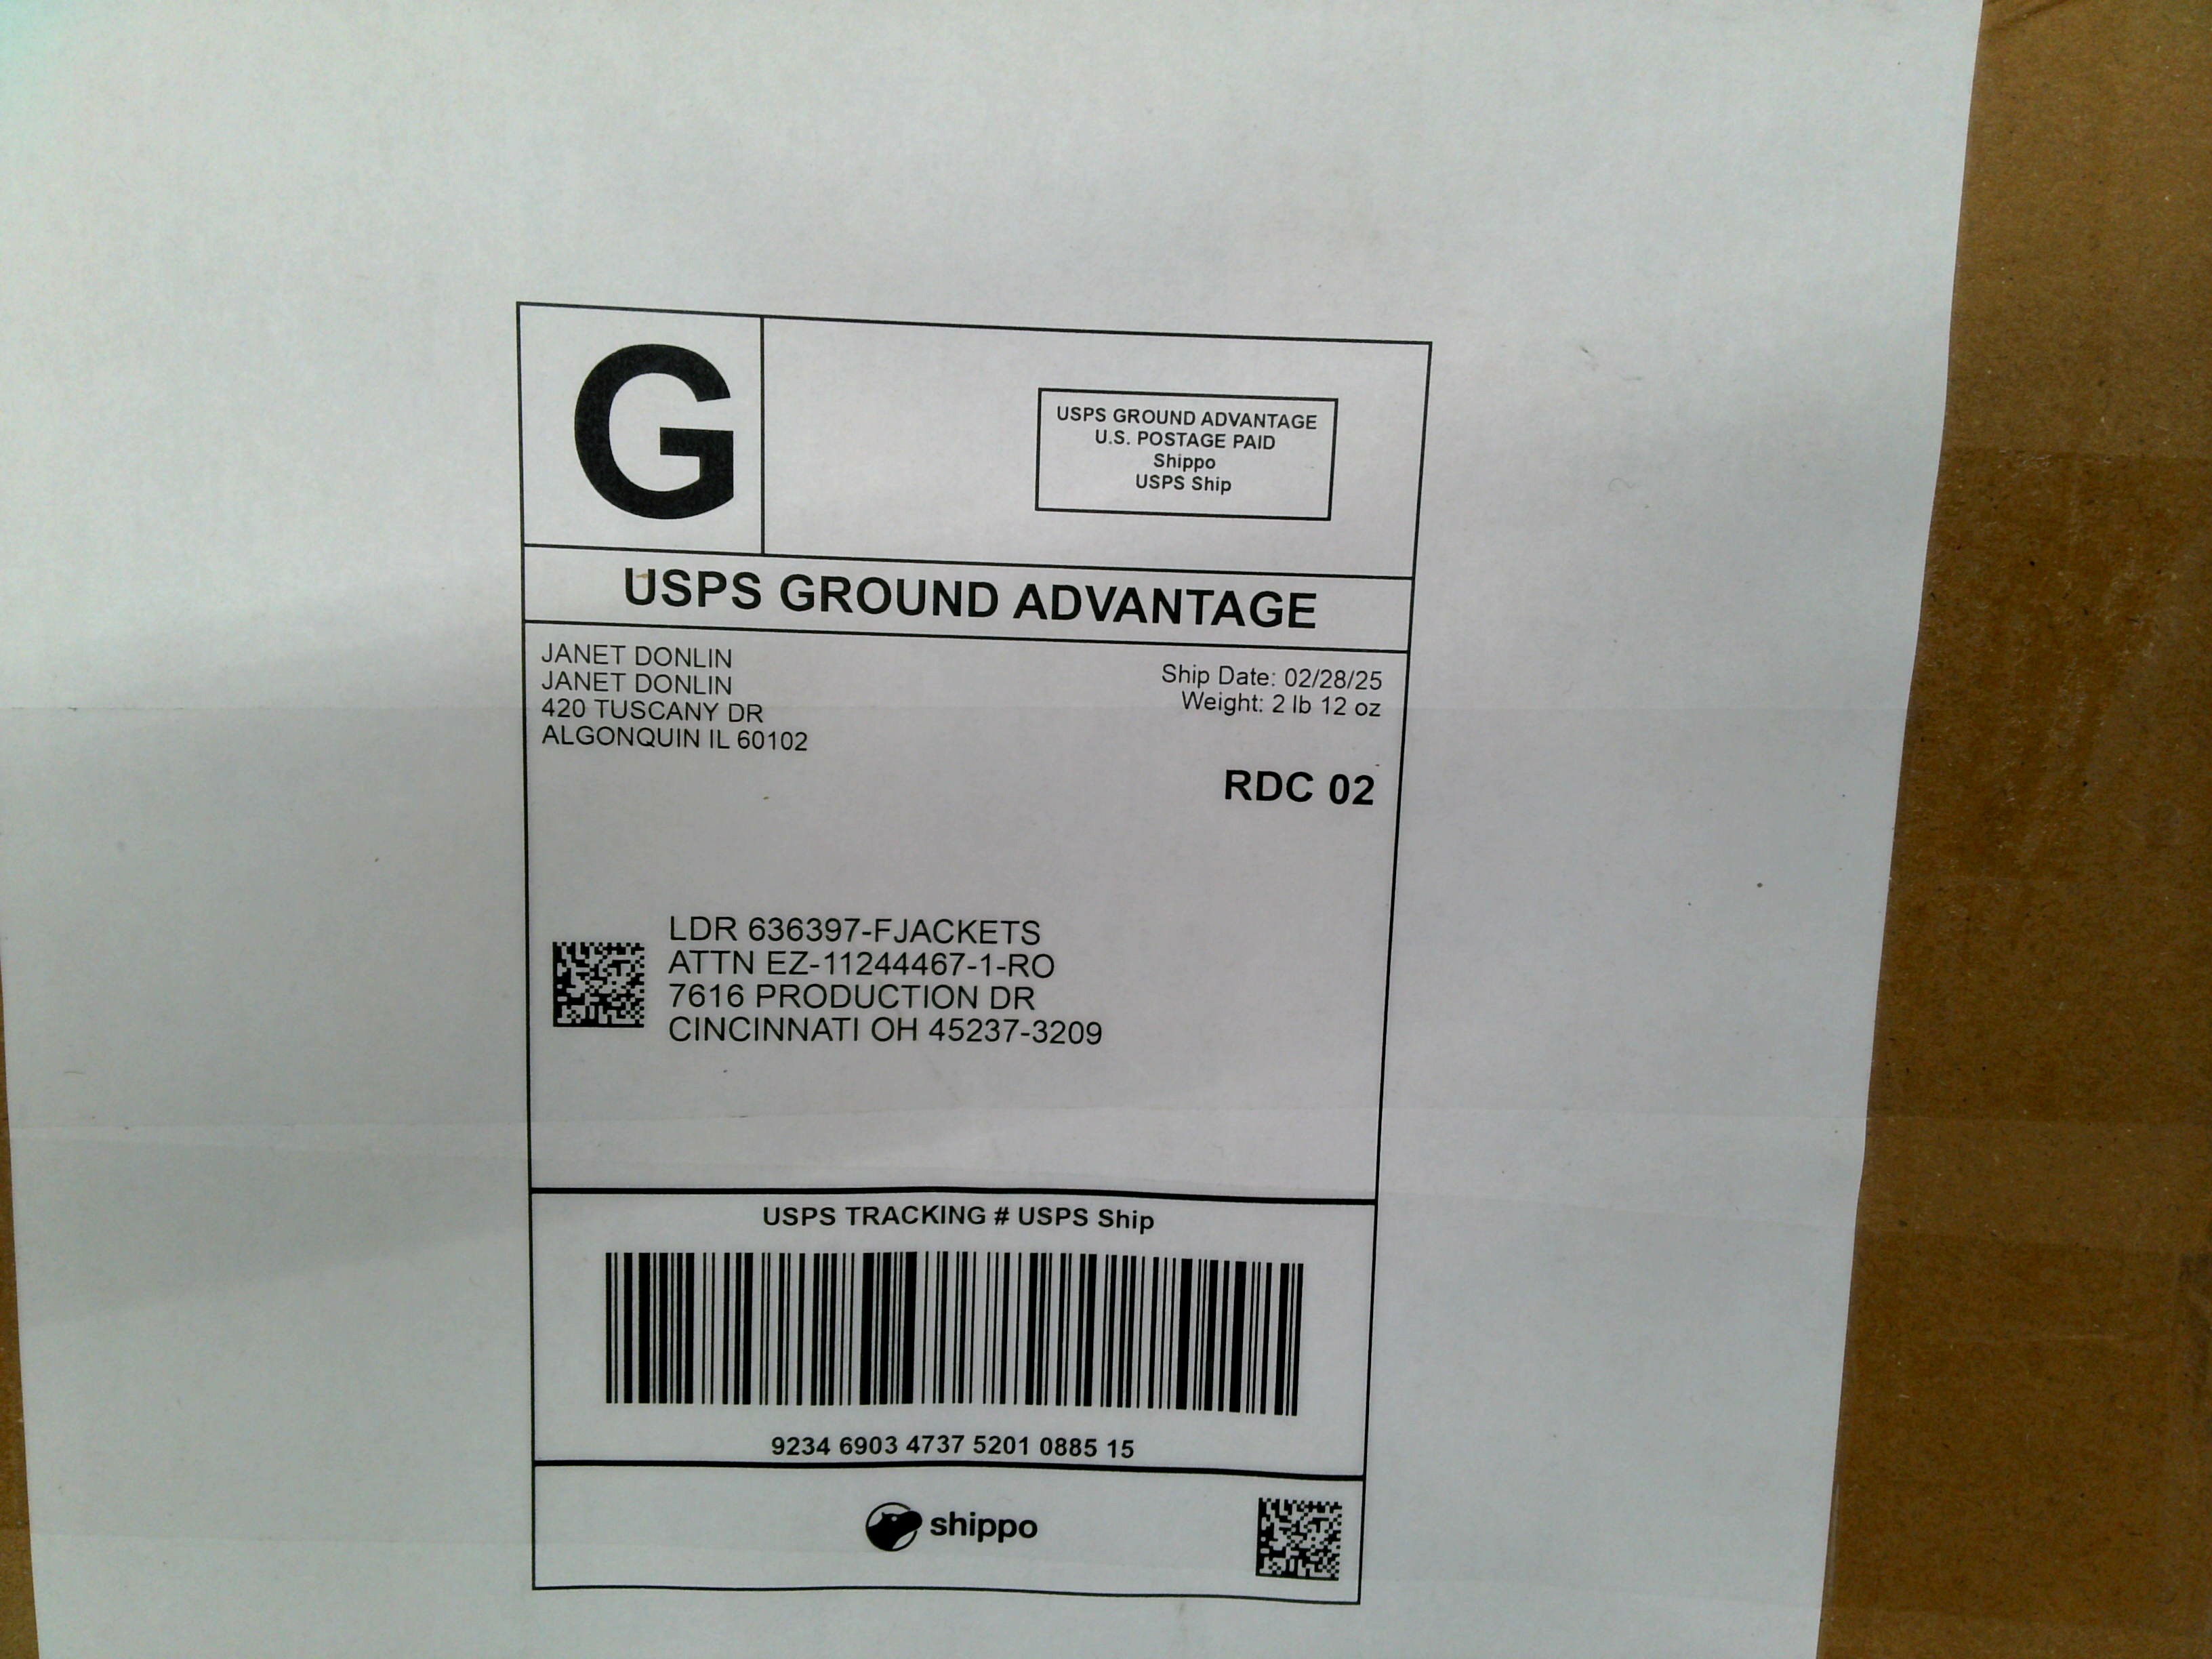 G
USPS GROUND ADVANTAGE
U.S. POSTAGE PAID
Shippo
USPS Ship
USPS GROUND ADVANTAGE
JANET DONLIN
JANET DONLIN
420 TUSCANY DR
ALGONQUIN IL 60102
Ship Date: 02/28/25
Weight: 2 lb 12 oz
RDC 02
LDR 636397-FJACKETS
ATTN EZ-11244467-1-RO
7616 PRODUCTION DR
CINCINNATI OH 45237-3209
USPS TRACKING # USPS Ship
9234 6903 4737 5201 0885 15
shippo